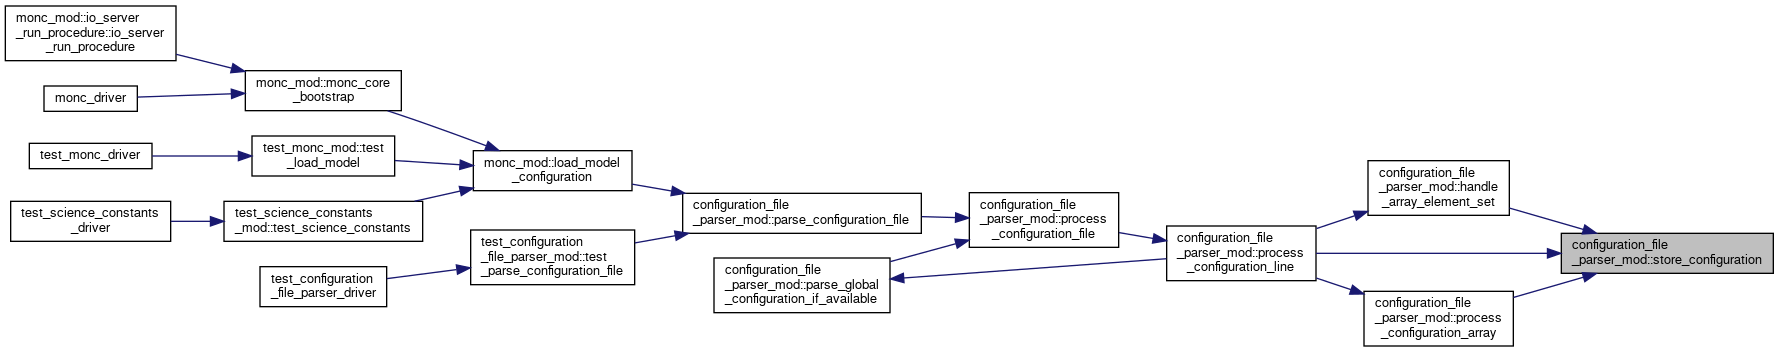 monc_mod::io_server
_run_procedure::io_server
_run_procedure
monc_driver
monc_mod::monc_core
_bootstrap
test_monc_driver
test_monc_mod::test
_load_model
test_science_constants
_driver
test_science_constants
_mod::test_science_constants
monc_mod::load_model
_configuration
test_configuration
_file_parser_driver
test_configuration
_file_parser_mod::test
_parse_configuration_file
configuration_file
_parser_mod::parse_configuration_file
configuration_file
_parser_mod::parse_global
_configuration_if_available
configuration_file
_parser_mod::process
_configuration_file
configuration_file
_parser_mod::process
_configuration_line
configuration_file
_parser_mod::handle
_array_element_set
configuration_file
_parser_mod::process
_configuration_array
configuration_file
_parser_mod::store_configuration